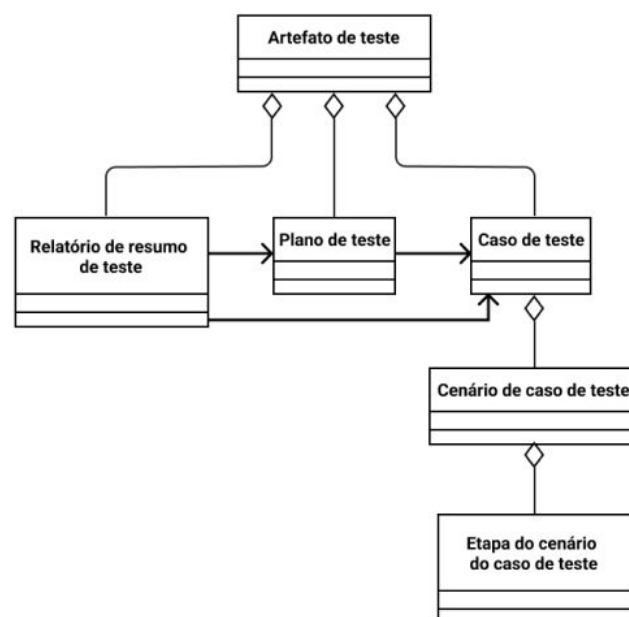 Artefato de teste
Relatório de resumo
de teste
Plano de teste
Caso de teste
Cenário de caso de teste
Etapa do cenário
do caso de teste